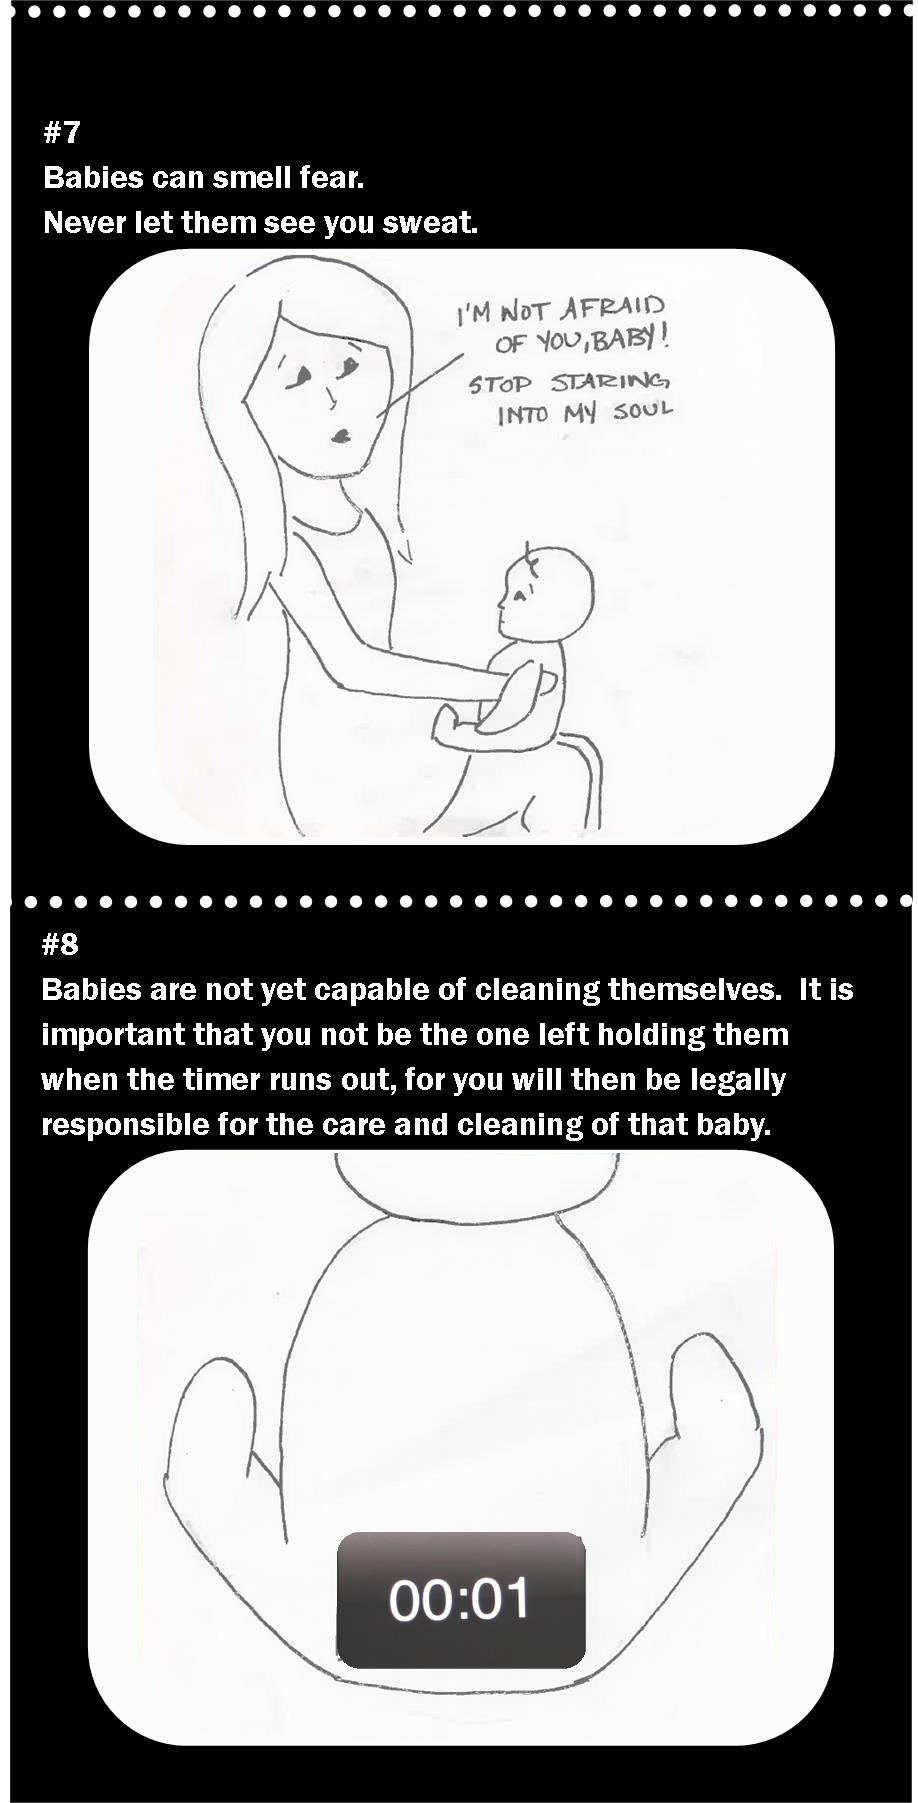 #7
Babies can smell fear.
Never let them see you sweat.
I'M NOT AFRAID
OF YOU, BABY!
STOP STARING
INTO MY SOUL
#8
Babies are not yet capable of cleaning themselves.  It is
important that you not be the one left holding them
when the timer runs out, for you will then be legally
responsible for the care and cleaning of that baby.
00:01